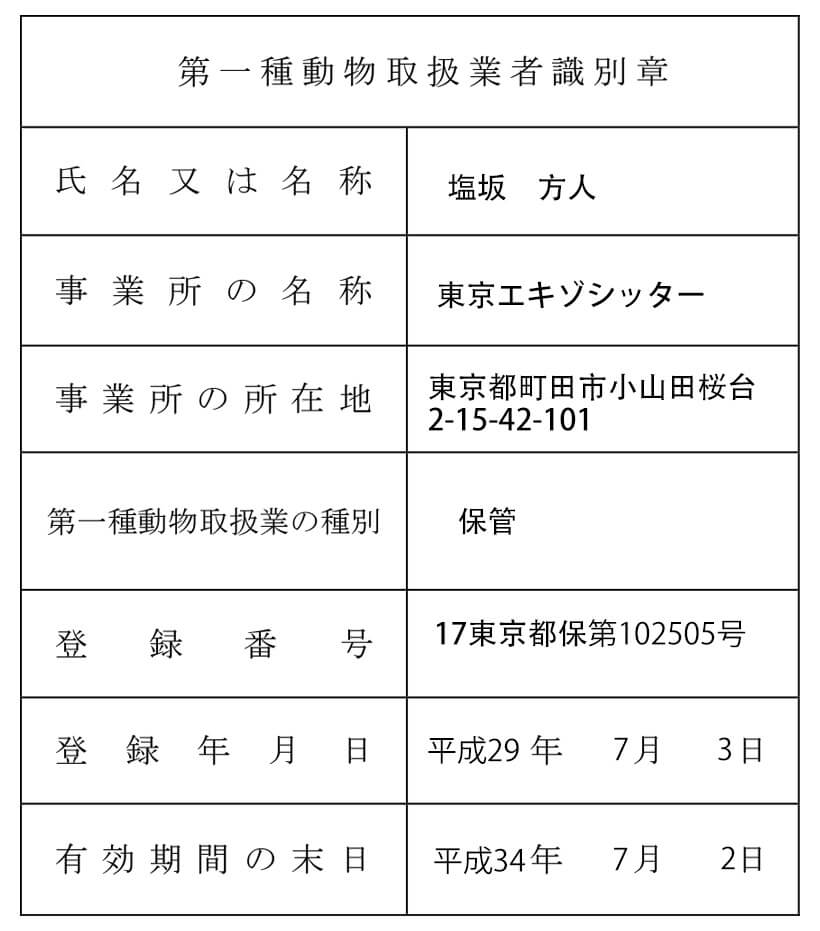 第一種動物取扱業者識別章
氏名又は名称 塩坂　方人
事業所の名称 東京エキゾシッター
事業所の所在地 東京都町田市小山田桜台
2-15-42-101
第一種動物取扱業の種別 保管
登録番号 17東京都保第102505号
登録年月日 平成29年 7月 3日
有効期間の末日 平成34年 7月 2日